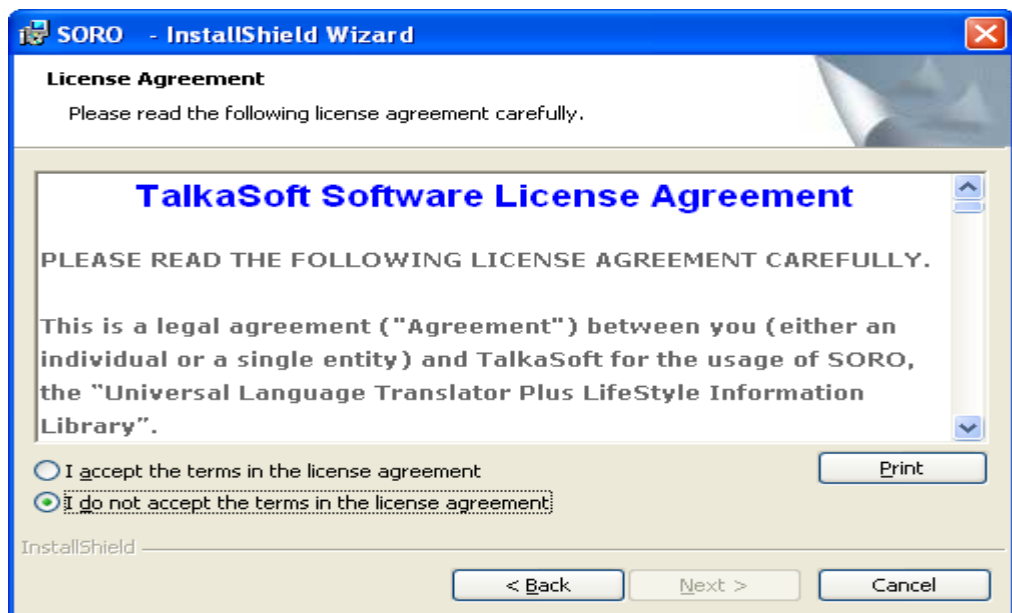 SORO - InstallShield Wizard
License Agreement
Please read the following license agreement carefully.
TalkaSoft Software License Agreement
PLEASE READ THE FOLLOWING LICENSE AGREEMENT CAREFULLY.
This is a legal agreement ("Agreement") between you (either an
individual or a single entity) and TalkaSoft for the usage of SORO,
the “Universal Language Translator Plus LifeStyle Information
Library”.
I accept the terms in the license agreement
Print
I do not accept the terms in the license agreement
InstallShield
< Back
Next >
Cancel